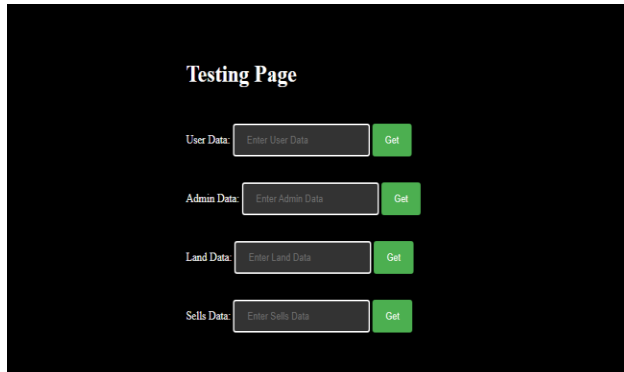 Testing Page
User Data: Enter User Data Get
Admin Data: Enter Admin Data Get
Land Data: Enter Land Data Get
Sells Data: Enter Sells Data Get